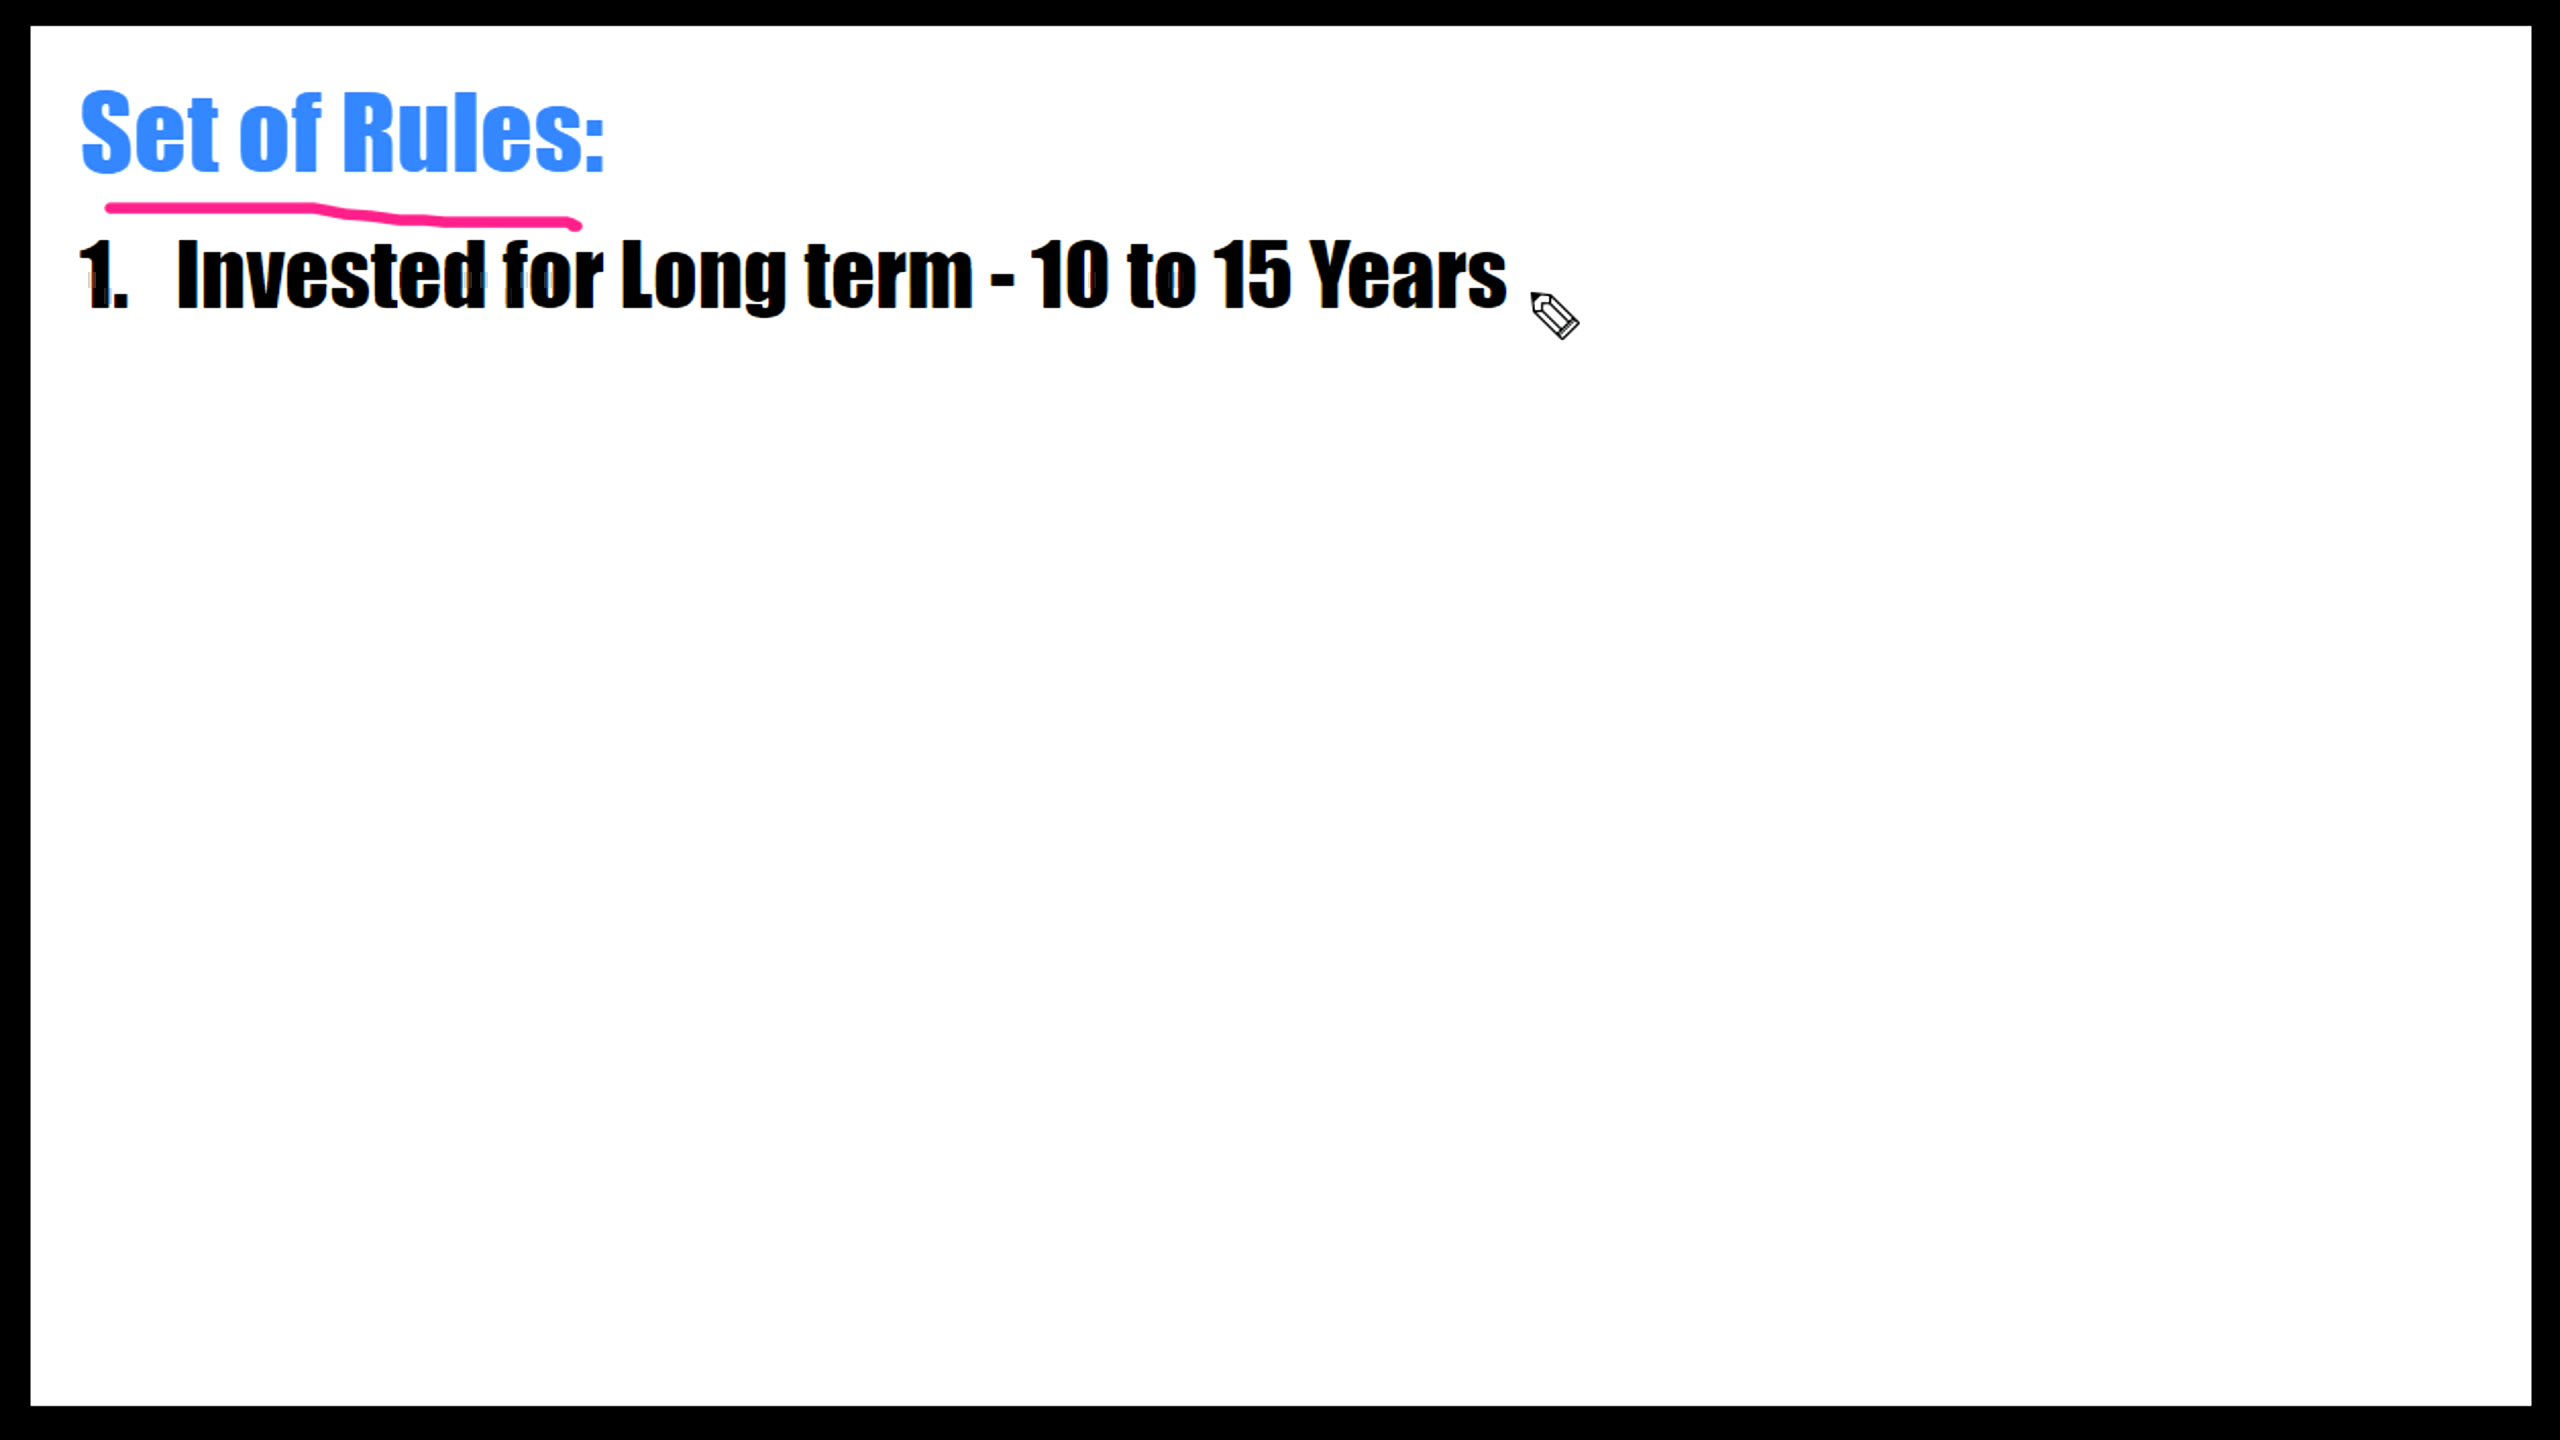 Set of Rules:
1. Invested for Long term - 10 to 15 Years